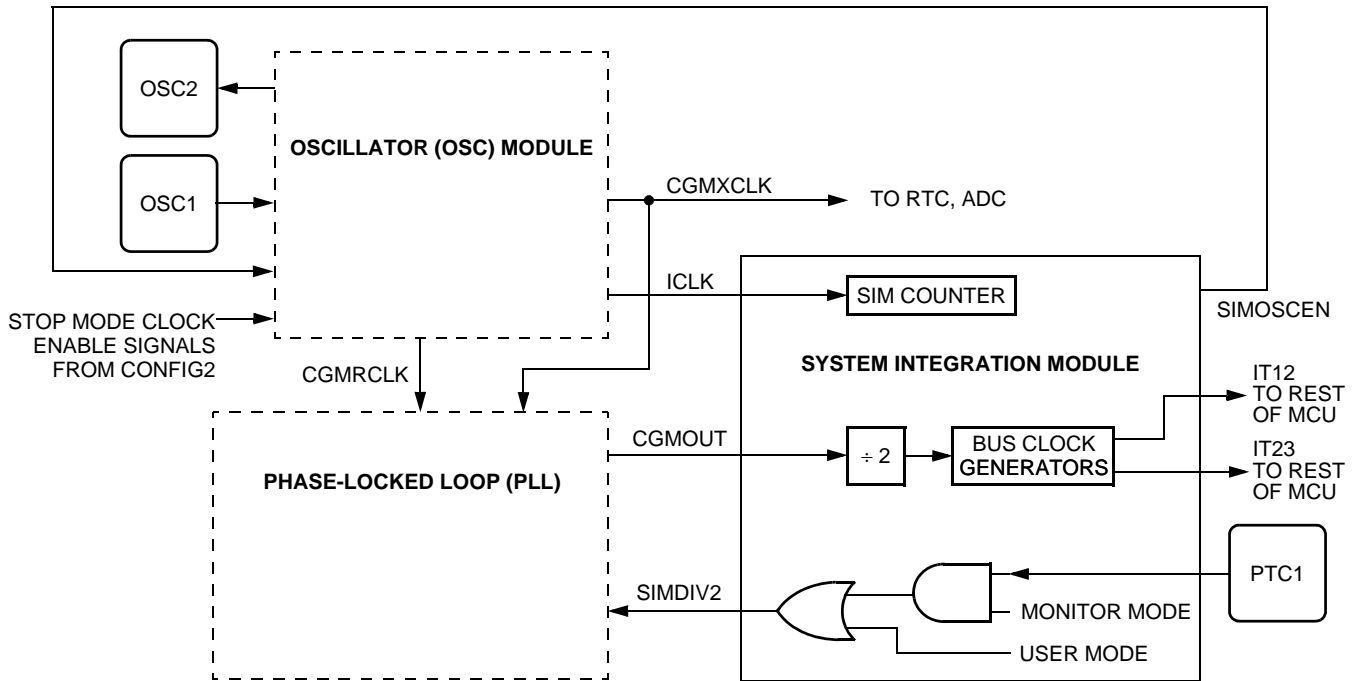 OSC2
OSCILLATOR (OSC) MODULE
OSC1
CGMXCLK
TO RTC, ADC
ICLK
SIM COUNTER
SIMOSCEN
STOP MODE CLOCK
ENABLE SIGNALS
FROM CONFIG2
CGMRCLK
SYSTEM INTEGRATION MODULE
IT12
TO REST
OF MCU
CGMOUT
÷ 2
BUS CLOCK
GENERATORS
IT23
TO REST
OF MCU
PHASE-LOCKED LOOP (PLL)
SIMDIV2
PTC1
MONITOR MODE
USER MODE